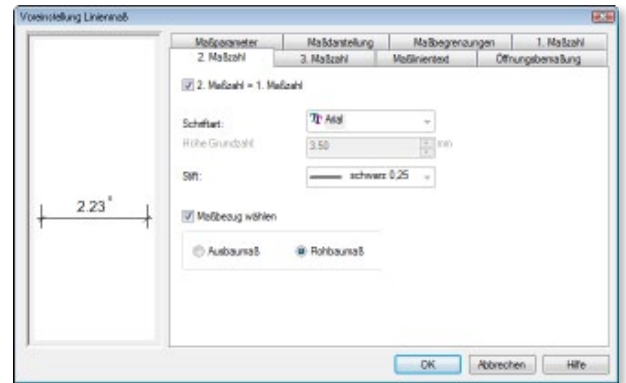 Voreinstellung Linienmaß
Maßparameter Maßdarstellung Maßbegrenzungen 1. Maßzahl
2. Maßzahl 3. Maßzahl Maßlinientext Öffnungsbemaßung
2. Maßzahl = 1. Maßzahl
Schriftart: Arial
Höhe Grundzahl: 3.50 mm
Stift: schwarz 0,25
2.23
Maßbezug wählen
Ausbaumaß Rohbaumaß
OK Abbrechen Hilfe